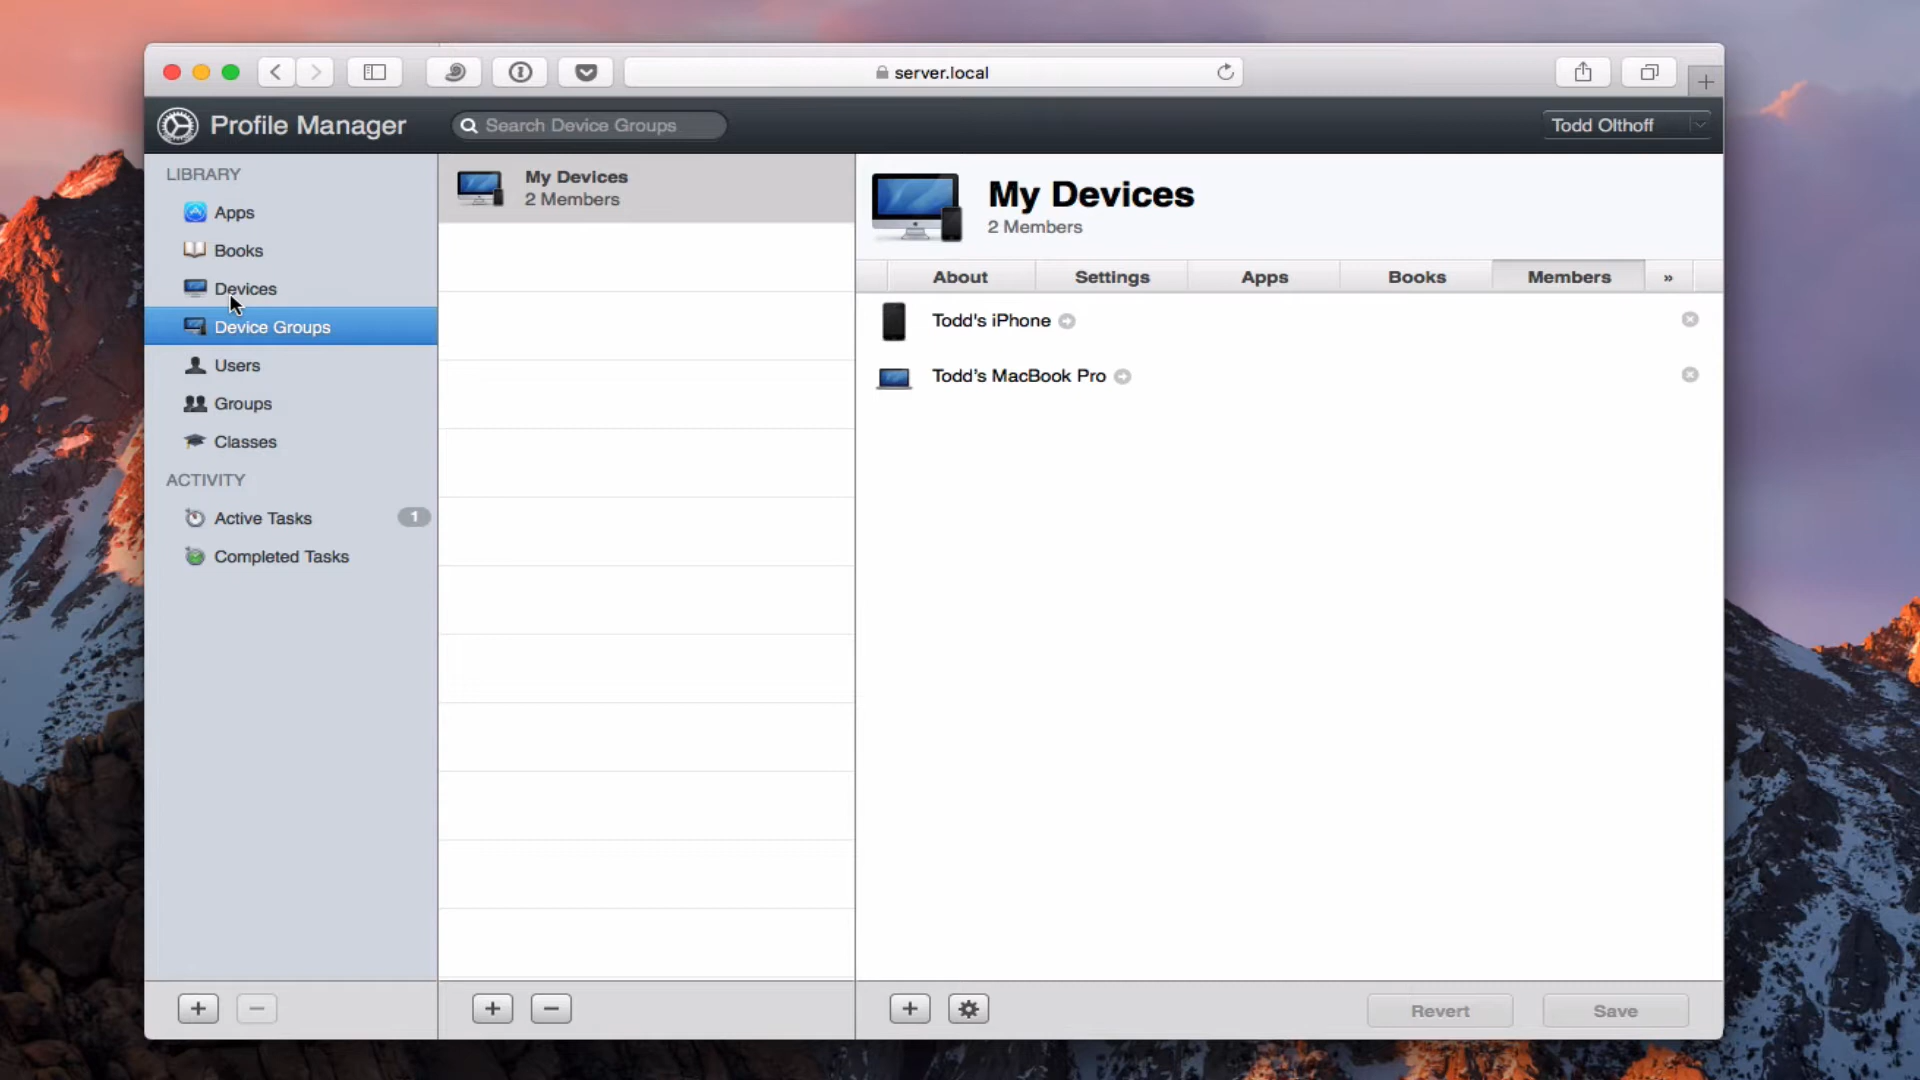 server.local
Profile Manager
Search Device Groups
Todd Olthoff
LIBRARY
Apps
Books
Devices
Device Groups
Users
Groups
Classes
ACTIVITY
Active Tasks 1
Completed Tasks
My Devices
2 Members
My Devices
2 Members
About Settings Apps Books Members »
Todd's iPhone
Todd’s MacBook Pro
Revert Save